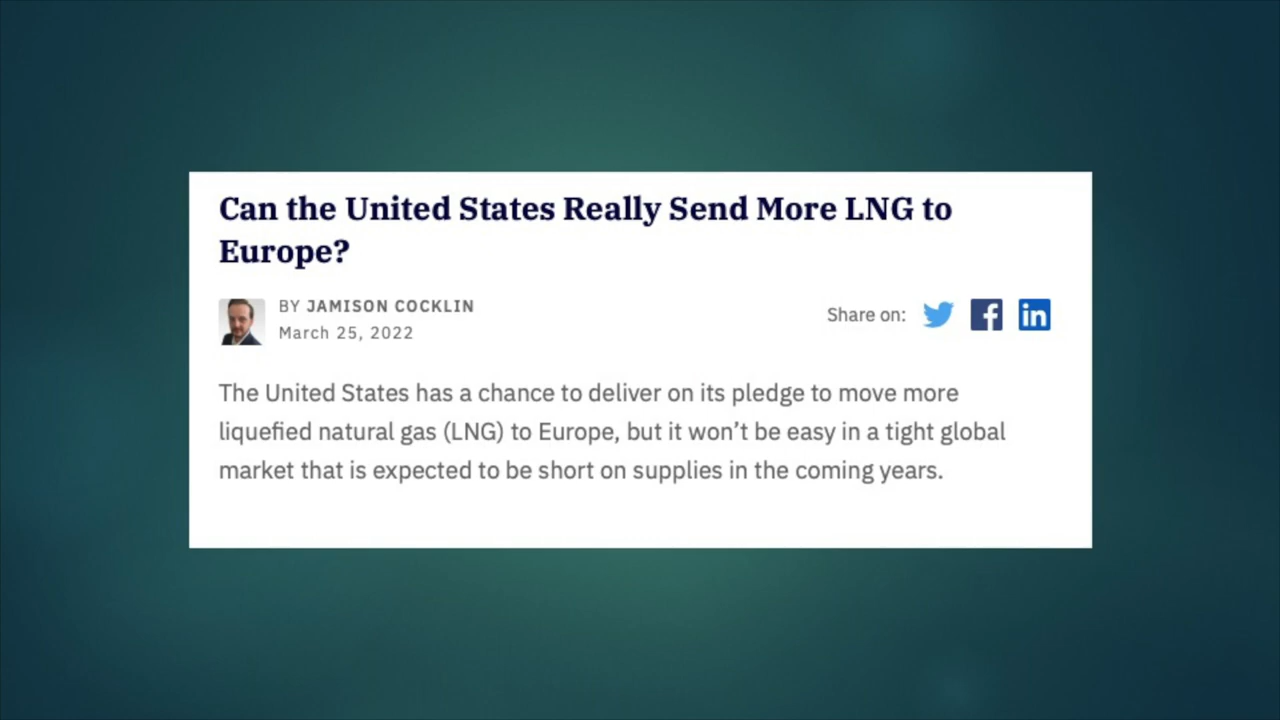 Can the United States Really Send More LNG to
Europe?
BY JAMISON COCKLIN
March 25, 2022
Share on:
The United States has a chance to deliver on its pledge to move more
liquefied natural gas (LNG) to Europe, but it won’t be easy in a tight global
market that is expected to be short on supplies in the coming years.